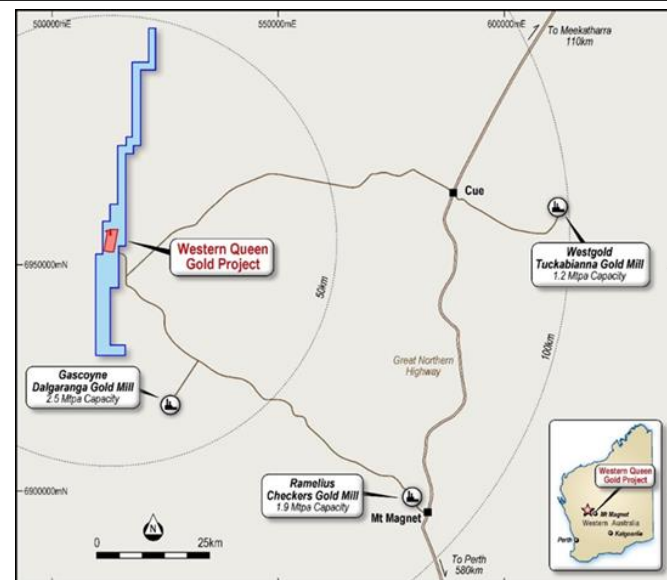 500000mE
550000mE
600000mE
To Meekatharra
110km
Cue
Western Queen
Gold Project
Westgold
Tuckabianna Gold Mill
1.2 Mtpa Capacity
6950000mN
50km
100km
Great Northern
Highway
Gascoyne
Dalgaranga Gold Mill
2.5 Mtpa Capacity
Ramelius
Checkers Gold Mill
1.9 Mtpa Capacity
6900000mN
Mt Magnet
N
0
25km
To Perth
580km
Western Queen
Gold Project
Mt Magnet
Western Australia
Perth
Kalgoorlie